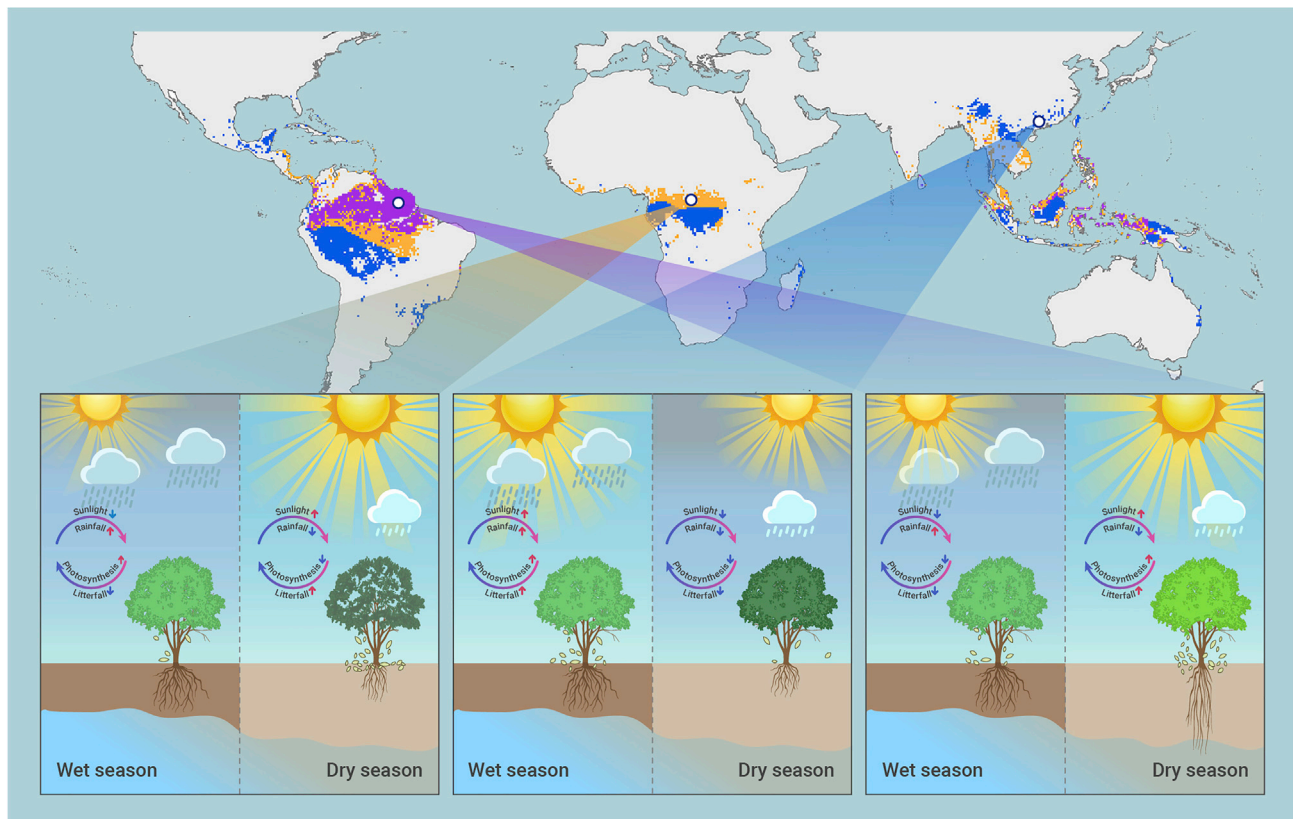 Sunlight
Rainfall
Photosynthesis
Litterfall
Wet season
Sunlight
Rainfall
Photosynthesis
Litterfall
Dry season
Sunlight
Rainfall
Photosynthesis
Litterfall
Wet season
Sunlight
Rainfall
Photosynthesis
Litterfall
Dry season
Sunlight
Rainfall
Photosynthesis
Litterfall
Wet season
Sunlight
Rainfall
Photosynthesis
Litterfall
Dry season